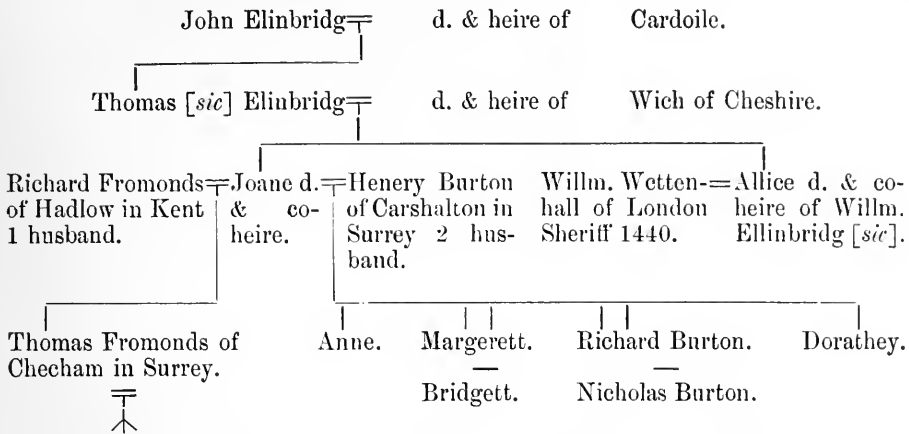 John Elinbridg d. & heire of Cardoile.
Thomas [sic] Elinbridg d. & heire of Wich of Cheshire.
Richard Fromonds Joane d. Henery Burton Willm. Wetten- Allice d. & co-
of Hadlow in Kent & co- of Carshalton in hall of London heire of Willm.
1 husband. heire. Surrey 2 hus- Sheriff 1440. Ellinbridg [sic].
band.
Thomas Fromonds of Anne. Margerett. Richard Burton. Dorathey.
Checham in Surrey. Bridgett. Nicholas Burton.